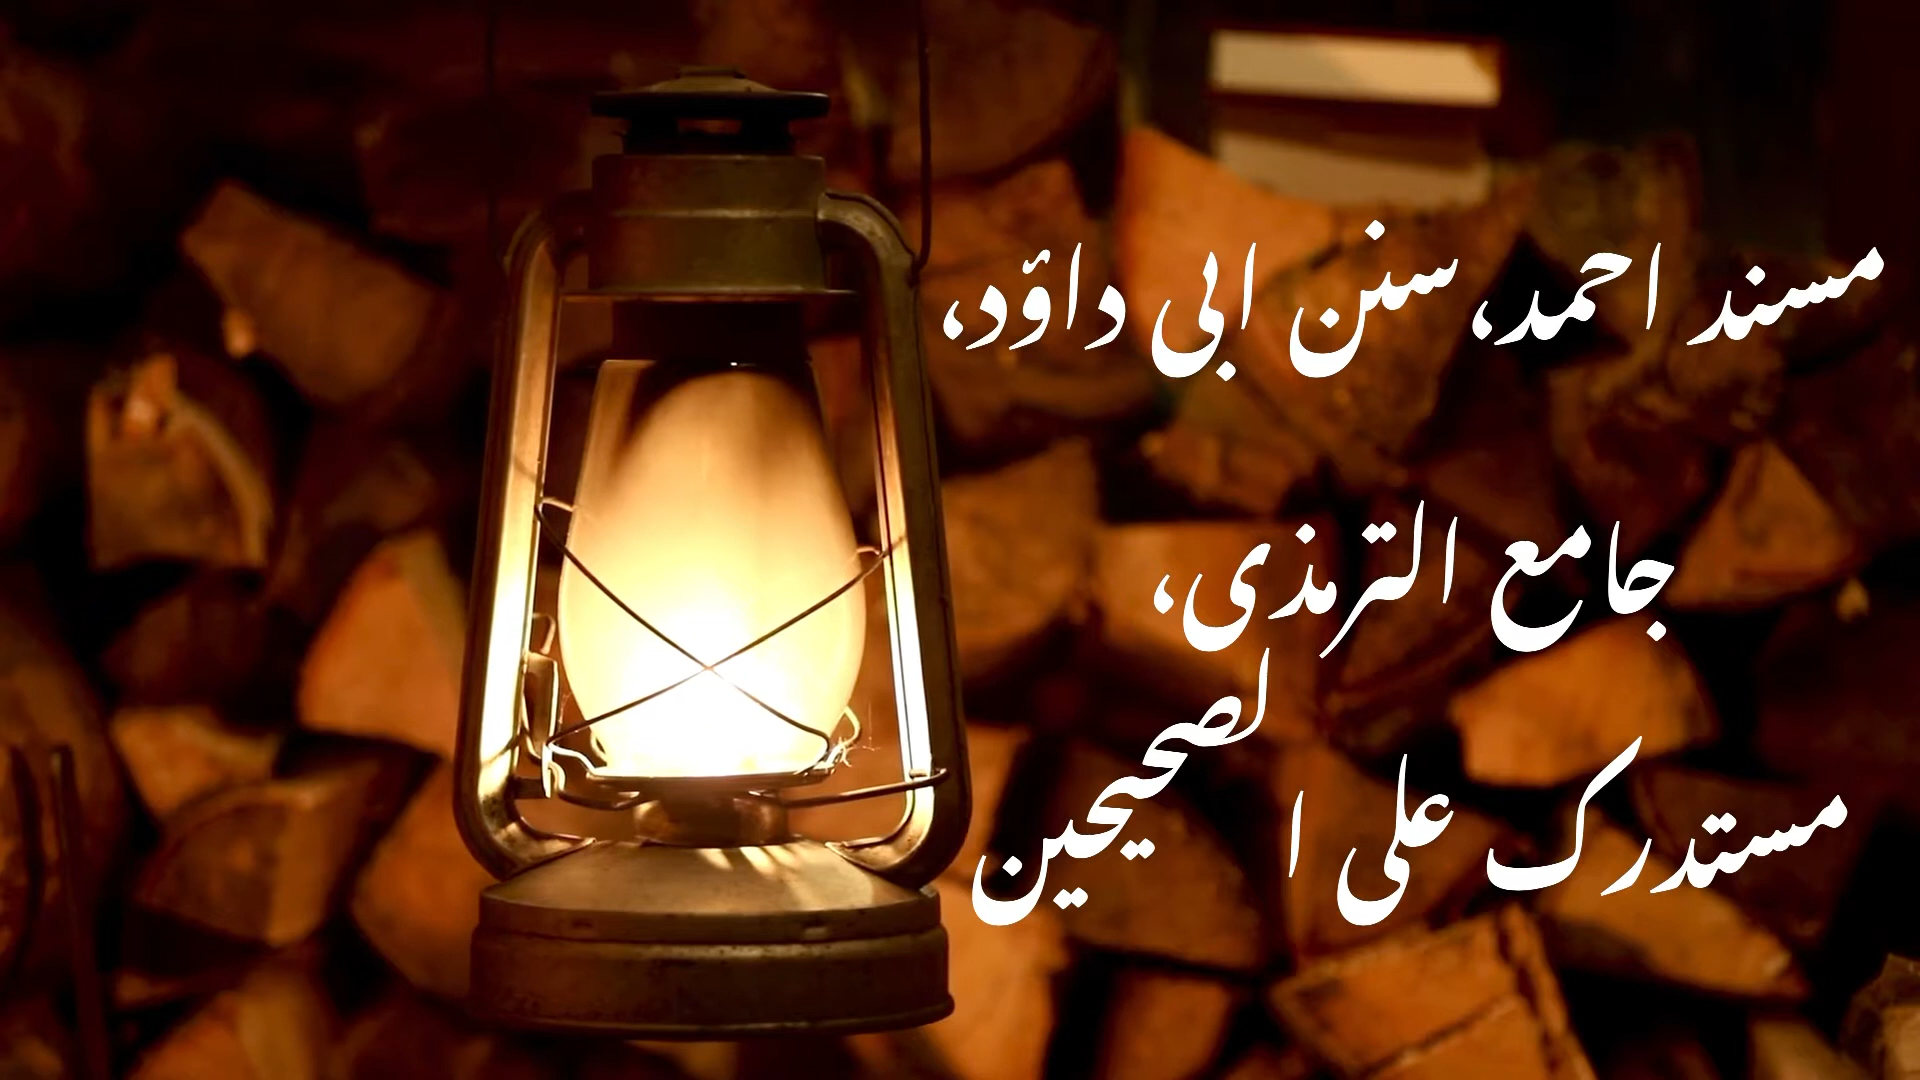 مسند احمد، سنن ابی داؤد،
جامع الترمذی،
مستدرک علی الصحیحین